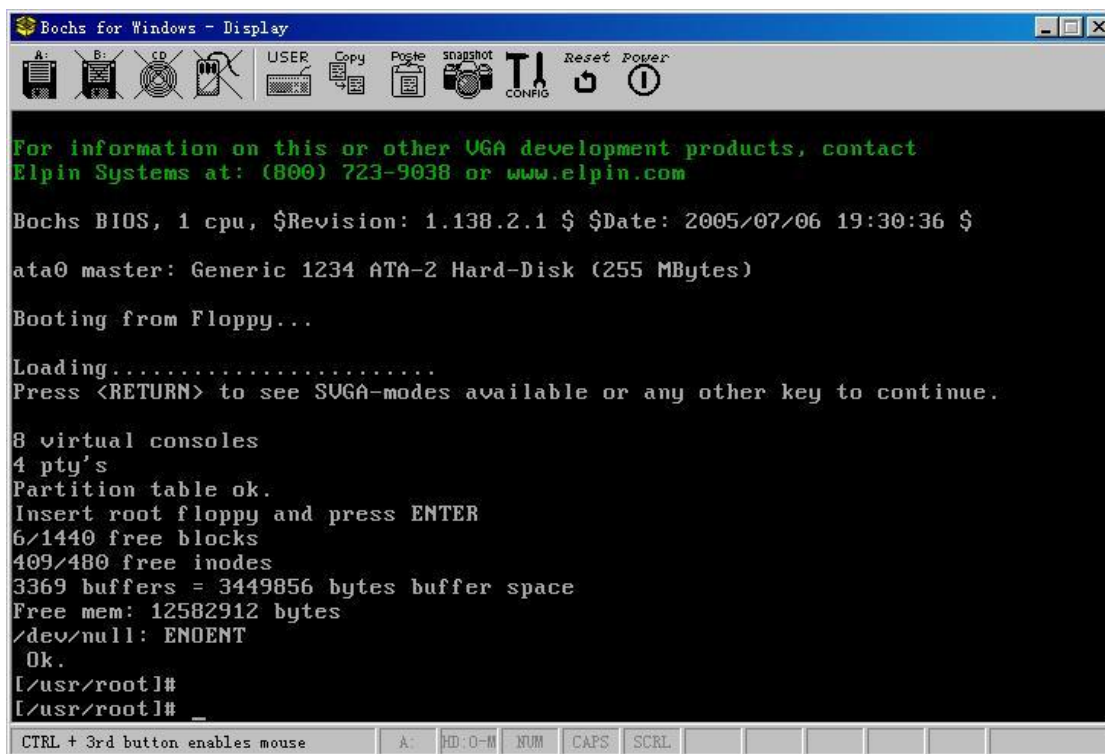 Bochs for Windows - Display
A: B: CD USER Copy Paste snapshot CONFIG Reset Power
For information on this or other VGA development products, contact
Elpin Systems at: (800) 723-9038 or www.elpin.com
Bochs BIOS, 1 cpu, $Revision: 1.138.2.1 $ $Date: 2005/07/06 19:30:36 $
ata0 master: Generic 1234 ATA-2 Hard-Disk (255 MBytes)
Booting from Floppy...
Loading........................
Press <RETURN> to see SVGA-modes available or any other key to continue.
8 virtual consoles
4 pty's
Partition table ok.
Insert root floppy and press ENTER
6/1440 free blocks
409/480 free inodes
3369 buffers = 3449856 bytes buffer space
Free mem: 12582912 bytes
/dev/null: ENOENT
Ok.
[/usr/root]#
[/usr/root]# _
CTRL + 3rd button enables mouse A: HD:0-M NUM CAPS SCRL